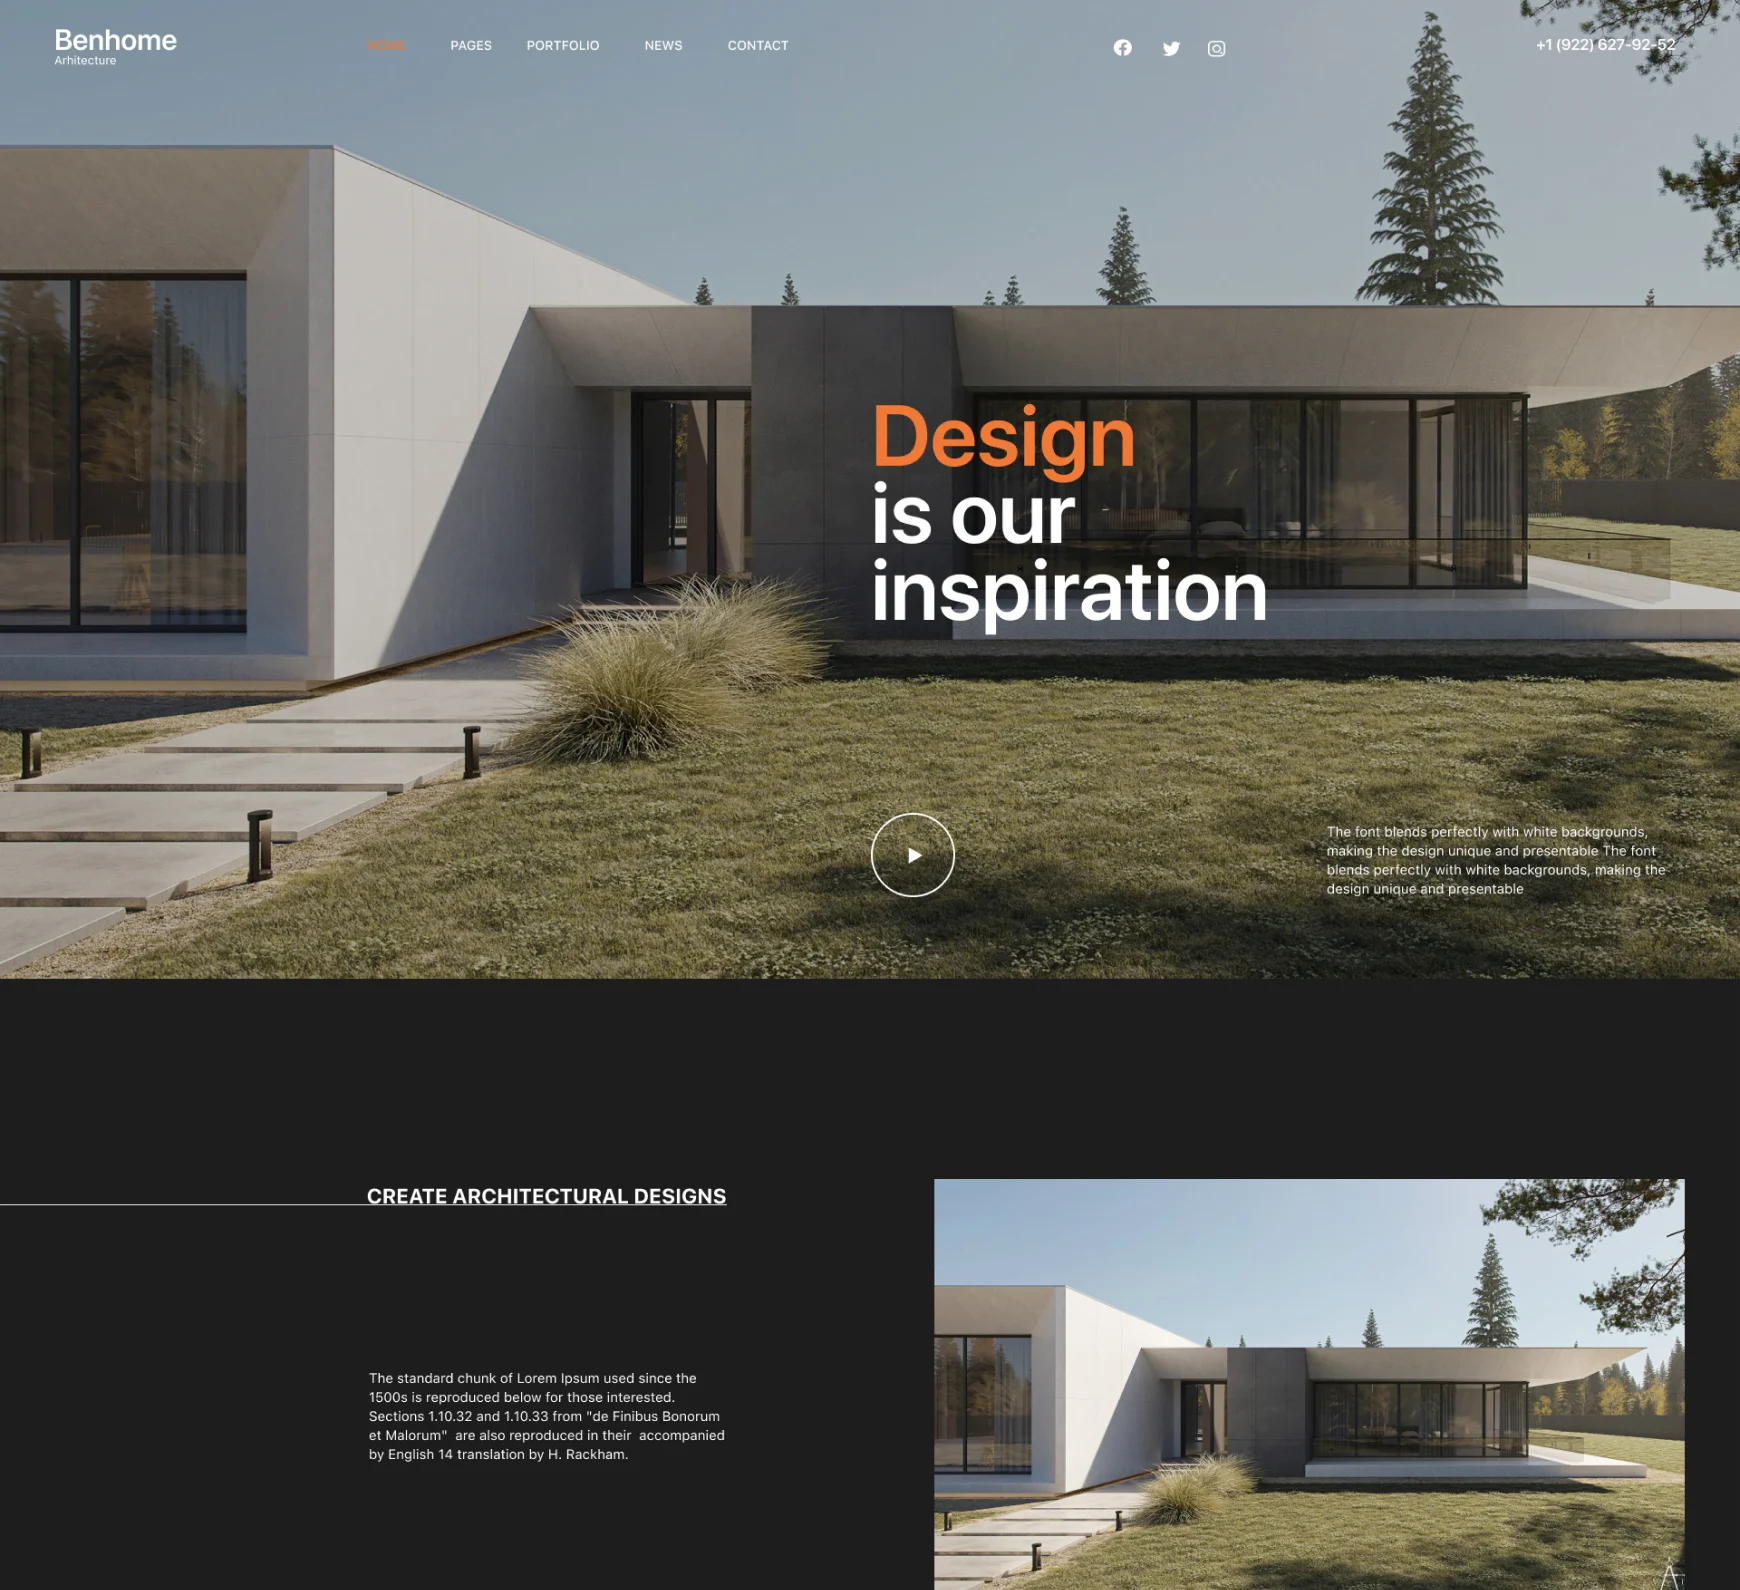 Benhome
Arhitecture
HOME
PAGES
PORTFOLIO
NEWS
CONTACT
+1 (922) 627-92-52
Design
is our
inspiration
The font blends perfectly with white backgrounds,
making the design unique and presentable The font
blends perfectly with white backgrounds, making the
design unique and presentable
CREATE ARCHITECTURAL DESIGNS
The standard chunk of Lorem Ipsum used since the
1500s is reproduced below for those interested.
Sections 1.10.32 and 1.10.33 from "de Finibus Bonorum
et Malorum"  are also reproduced in their  accompanied
by English 14 translation by H. Rackham.